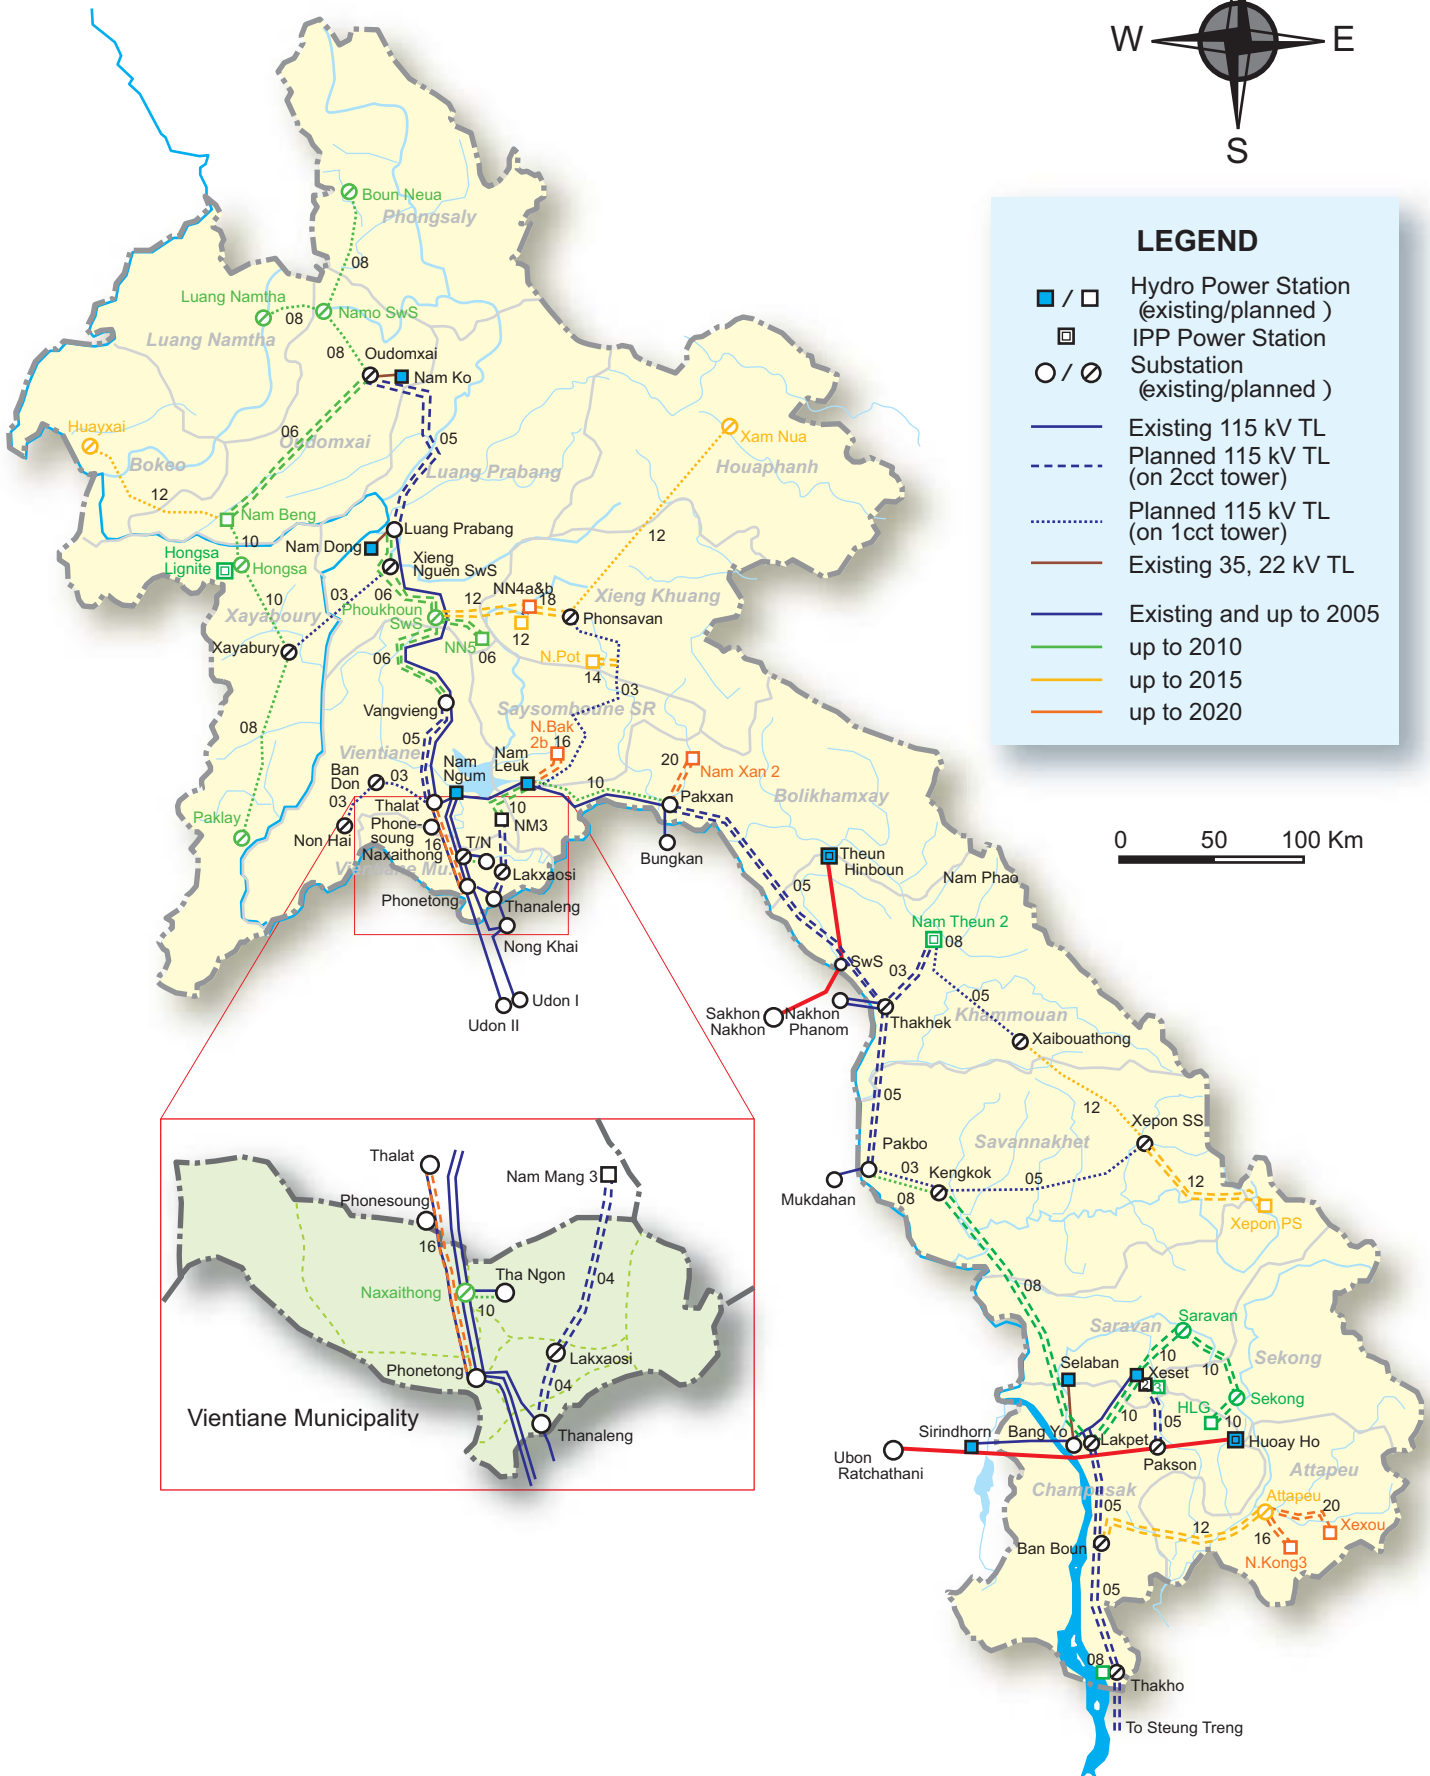 W
E
S
LEGEND
Hydro Power Station
(existing/planned )
IPP Power Station
Substation
(existing/planned )
Existing 115 kV TL
Planned 115 kV TL
(on 2cct tower)
Planned 115 kV TL
(on 1cct tower)
Existing 35, 22 kV TL
Existing and up to 2005
up to 2010
up to 2015
up to 2020
0 50 100 Km
Boun Neua
Phongsaly
08
Luang Namtha
08
Namo SwS
Luang Namtha
08
Oudomxai
Nam Ko
Huayxai
06
Oudomxai
05
Bokeo
Luang Prabang
Xam Nua
Houaphanh
12
Nam Beng
Luang Prabang
12
10
Nam Dong
Hongsa
Lignite
Hongsa
Xieng
Nguen SwS
10
03
06
12
NN4a&b
18
Xieng Khuang
Xayaboury
Phoukhoun
SwS
12
Phonsavan
Xayabury
06
NN5
06
N.Pot
14
03
08
Vangvieng
Saysomboune SR
05
N.Bak
2b
16
Vientiane
Nam
Ngum
Nam
Leuk
20
Nam Xan 2
Ban
Don
03
10
Bolikhamxay
03
Thalat
Pakxan
Paklay
Non Hai
Phone-
soung
16
10
NM3
T/N
Naxaithong
Bungkan
Vientiane Mu.
Lakxaosi
Phonetong
Thanaleng
Nong Khai
Udon I
Udon II
Theun
Hinboun
05
Nam Phao
Nam Theun 2
08
SwS
03
05
Sakhon
Nakhon
Nakhon
Phanom
Thakhek
Khammouan
Xaibouathong
05
12
Xepon SS
Pakbo
Savannakhet
03
Kengkok
05
12
Mukdahan
08
Xepon PS
08
Saravan
Saravan
Selaban
10
Xeset
2
3
10
Sekong
Sekong
HLG
10
10
05
Sirindhorn
Bang Yo
Lakpet
Huoay Ho
Ubon
Ratchathani
Pakson
Attapeu
Champasak
05
Attapeu
20
12
16
Xexou
Ban Boun
N.Kong3
05
08
Thakho
To Steung Treng
Thalat
Nam Mang 3
Phonesoung
16
Tha Ngon
04
Naxaithong
10
Lakxaosi
Phonetong
04
Vientiane Municipality
Thanaleng